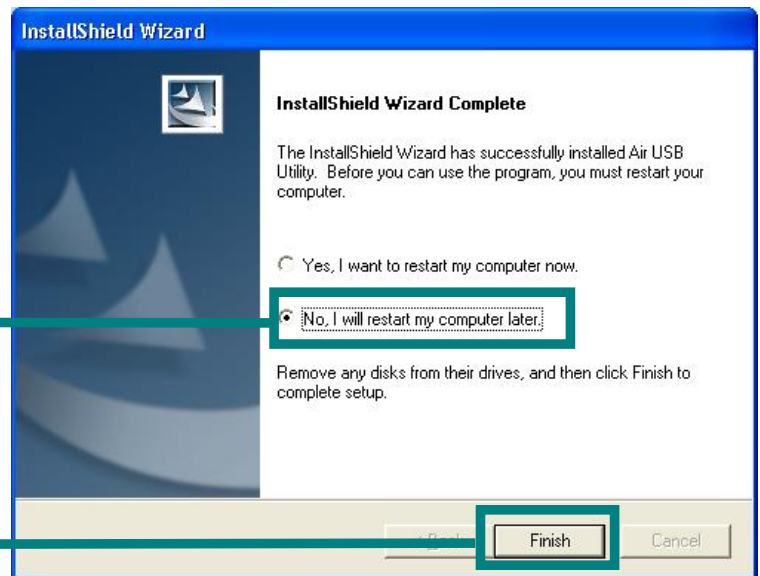 InstallShield Wizard
InstallShield Wizard Complete
The InstallShield Wizard has successfully installed Air USB
Utility. Before you can use the program, you must restart your
computer.
Yes, I want to restart my computer now.
No, I will restart my computer later.
Remove any disks from their drives, and then click Finish to
complete setup.
Finish
Cancel